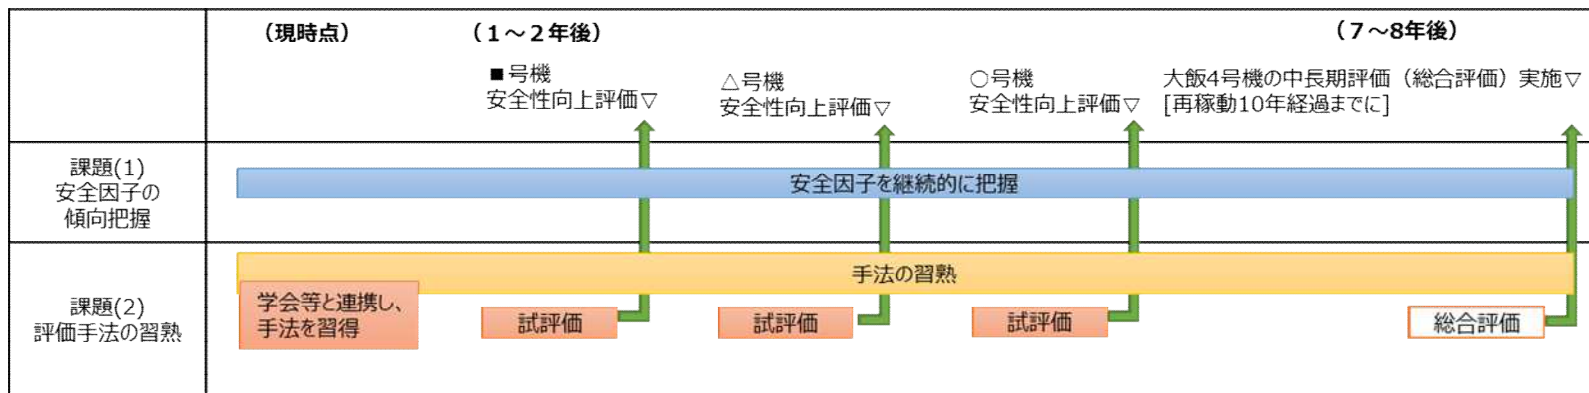 (現時点)
(1～2年後)
(7～8年後)
■号機
安全性向上評価▽
△号機
安全性向上評価▽
○号機
安全性向上評価▽
大飯4号機の中長期評価（総合評価）実施▽
[再稼動10年経過までに]
課題(1)
安全因子の
傾向把握
安全因子を継続的に把握
課題(2)
評価手法の習熟
手法の習熟
学会等と連携し、
手法を習得
試評価
試評価
試評価
総合評価